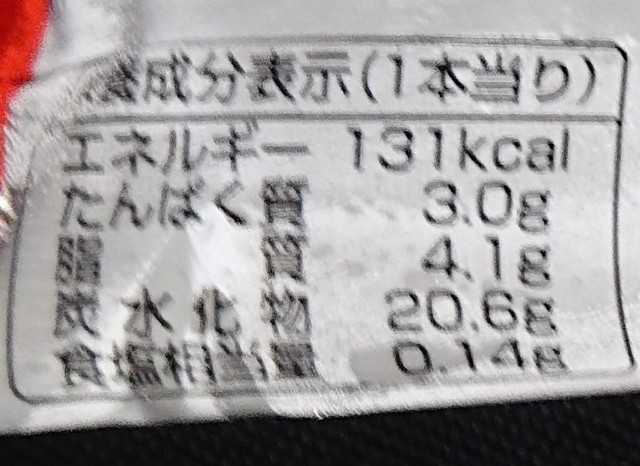 養成分表示(1本当り)
エネルギー 131kcal
たんぱく質 3.0g
脂質 4.1g
炭水化物 20.6g
食塩相当量 0.14g